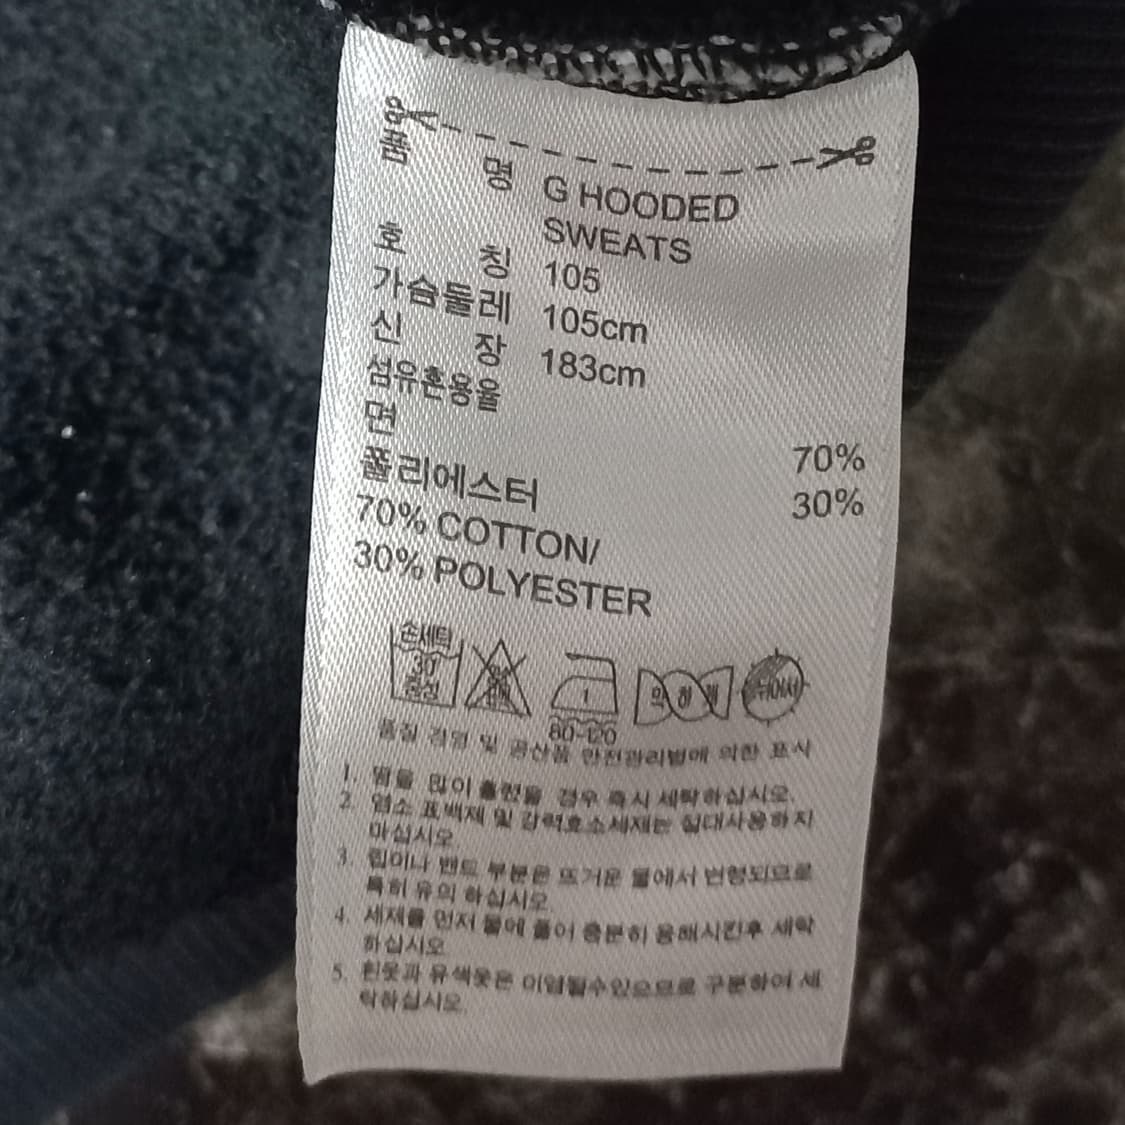 품 명 G HOODED
SWEATS
호 칭 105
가슴둘레 105cm
신 장 183cm
섬유혼용율
면 70%
폴리에스터 30%
70% COTTON/
30% POLYESTER
손세탁
30
중성
80-120
품질 경영 및 공산품 안전관리법에 의한 표시
1. 땀을 많이 흘렸을 경우 즉시 세탁하십시오.
2. 염소 표백제 및 강력효소세제는 절대사용하지
마십시오
3. 립이나 밴드 부분은 뜨거운 물에서 변형되므로
특히 유의 하십시오
4. 세제를 먼저 물에 풀어 충분히 용해시킨후 세탁
하십시오
5. 흰옷과 유색옷은 이염될수있으므로 구분하여 세
탁하십시오